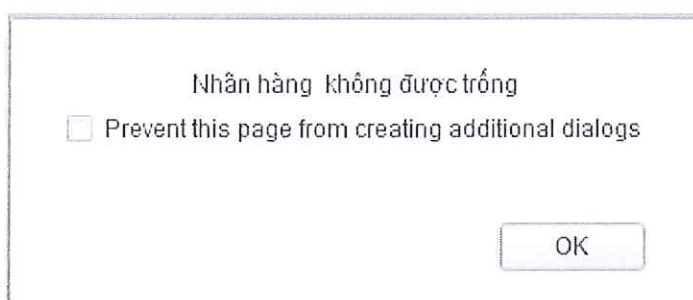 Nhãn hàng không được trống
Prevent this page from creating additional dialogs
OK